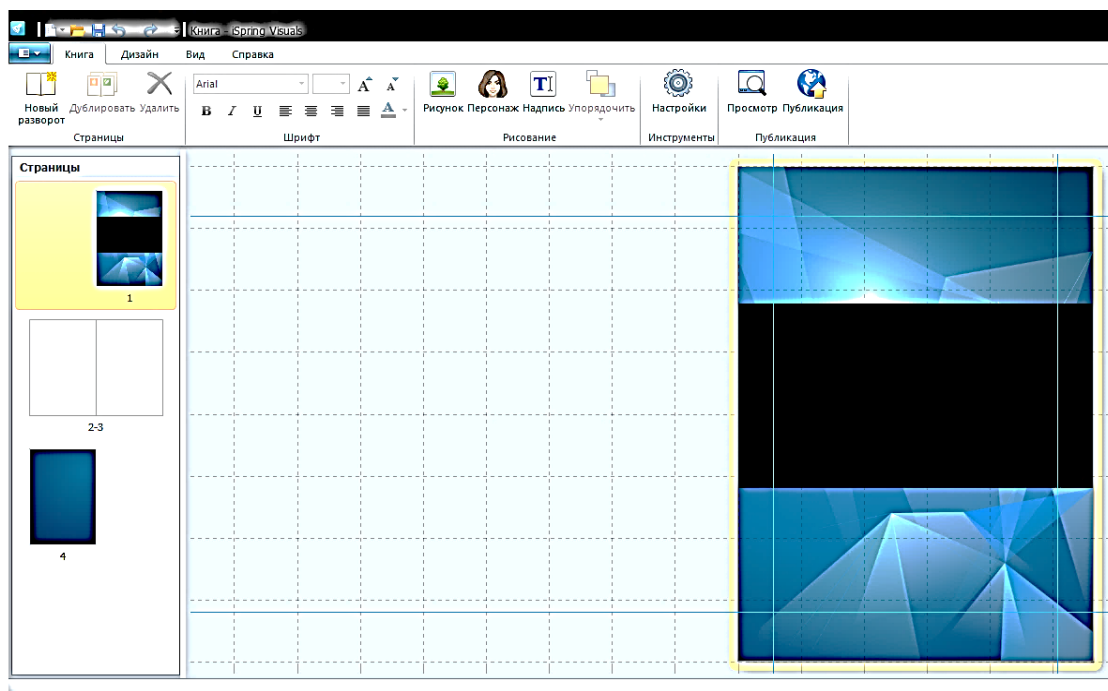 Книга - iSpring Visuals
Книга Дизайн Вид Справка
Arial
B I U A
Новый разворот Дублировать Удалить
Рисунок Персонаж Надпись Упорядочить
Настройки
Просмотр Публикация
Страницы Шрифт Рисование Инструменты Публикация
Страницы
1
2-3
4